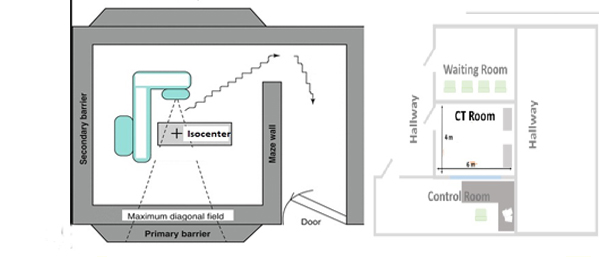 Secondary barrier
Isocenter
Maze wall
Maximum diagonal field
Primary barrier
Door
Hallway
Waiting Room
CT Room
4 m
6 m
Control Room
Hallway